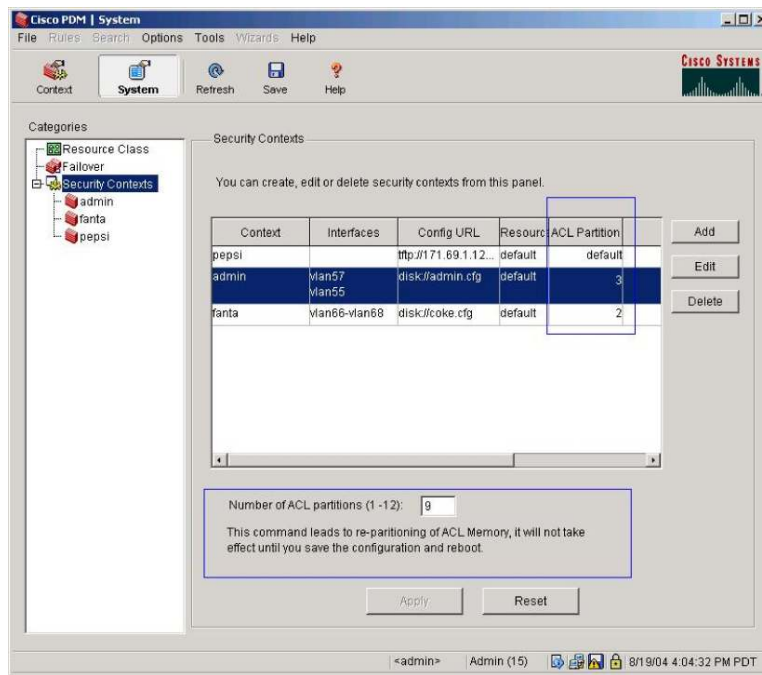 Cisco PDM | System
File Rules Search Options Tools Wizards Help
Context System Refresh Save Help
CISCO SYSTEMS
Categories
Resource Class
Failover
Security Contexts
admin
fanta
pepsi
Security Contexts
You can create, edit or delete security contexts from this panel.
Context Interfaces Config URL Resourc ACL Partition
pepsi tftp://171.69.1.12... default default
admin vlan57 disk://admin.cfg default 3
vlan55
fanta vlan66-vlan68 disk://coke.cfg default 2
Add
Edit
Delete
Number of ACL partitions (1 -12): 9
This command leads to re-paritioning of ACL Memory, it will not take
effect until you save the configuration and reboot.
Apply Reset
<admin> Admin (15) 8/19/04 4:04:32 PM PDT